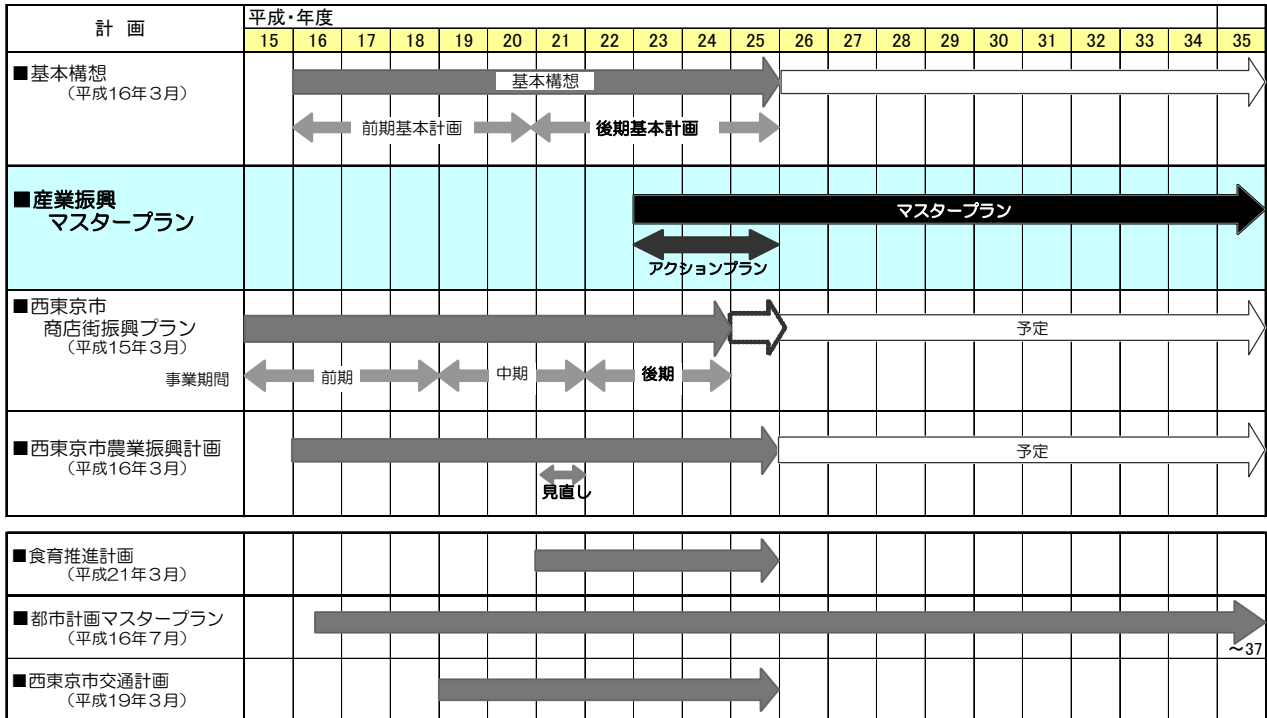 計 画
平成・年度
15 16 17 18 19 20 21 22 23 24 25 26 27 28 29 30 31 32 33 34 35
■基本構想
（平成16年３月）
基本構想
前期基本計画
後期基本計画
■産業振興
マスタープラン
マスタープラン
アクションプラン
■西東京市
商店街振興プラン
（平成15年３月）
予定
事業期間
前期
中期
後期
■西東京市農業振興計画
（平成16年３月）
予定
見直し
■食育推進計画
（平成21年３月）
■都市計画マスタープラン
（平成16年７月）
～37
■西東京市交通計画
（平成19年３月）